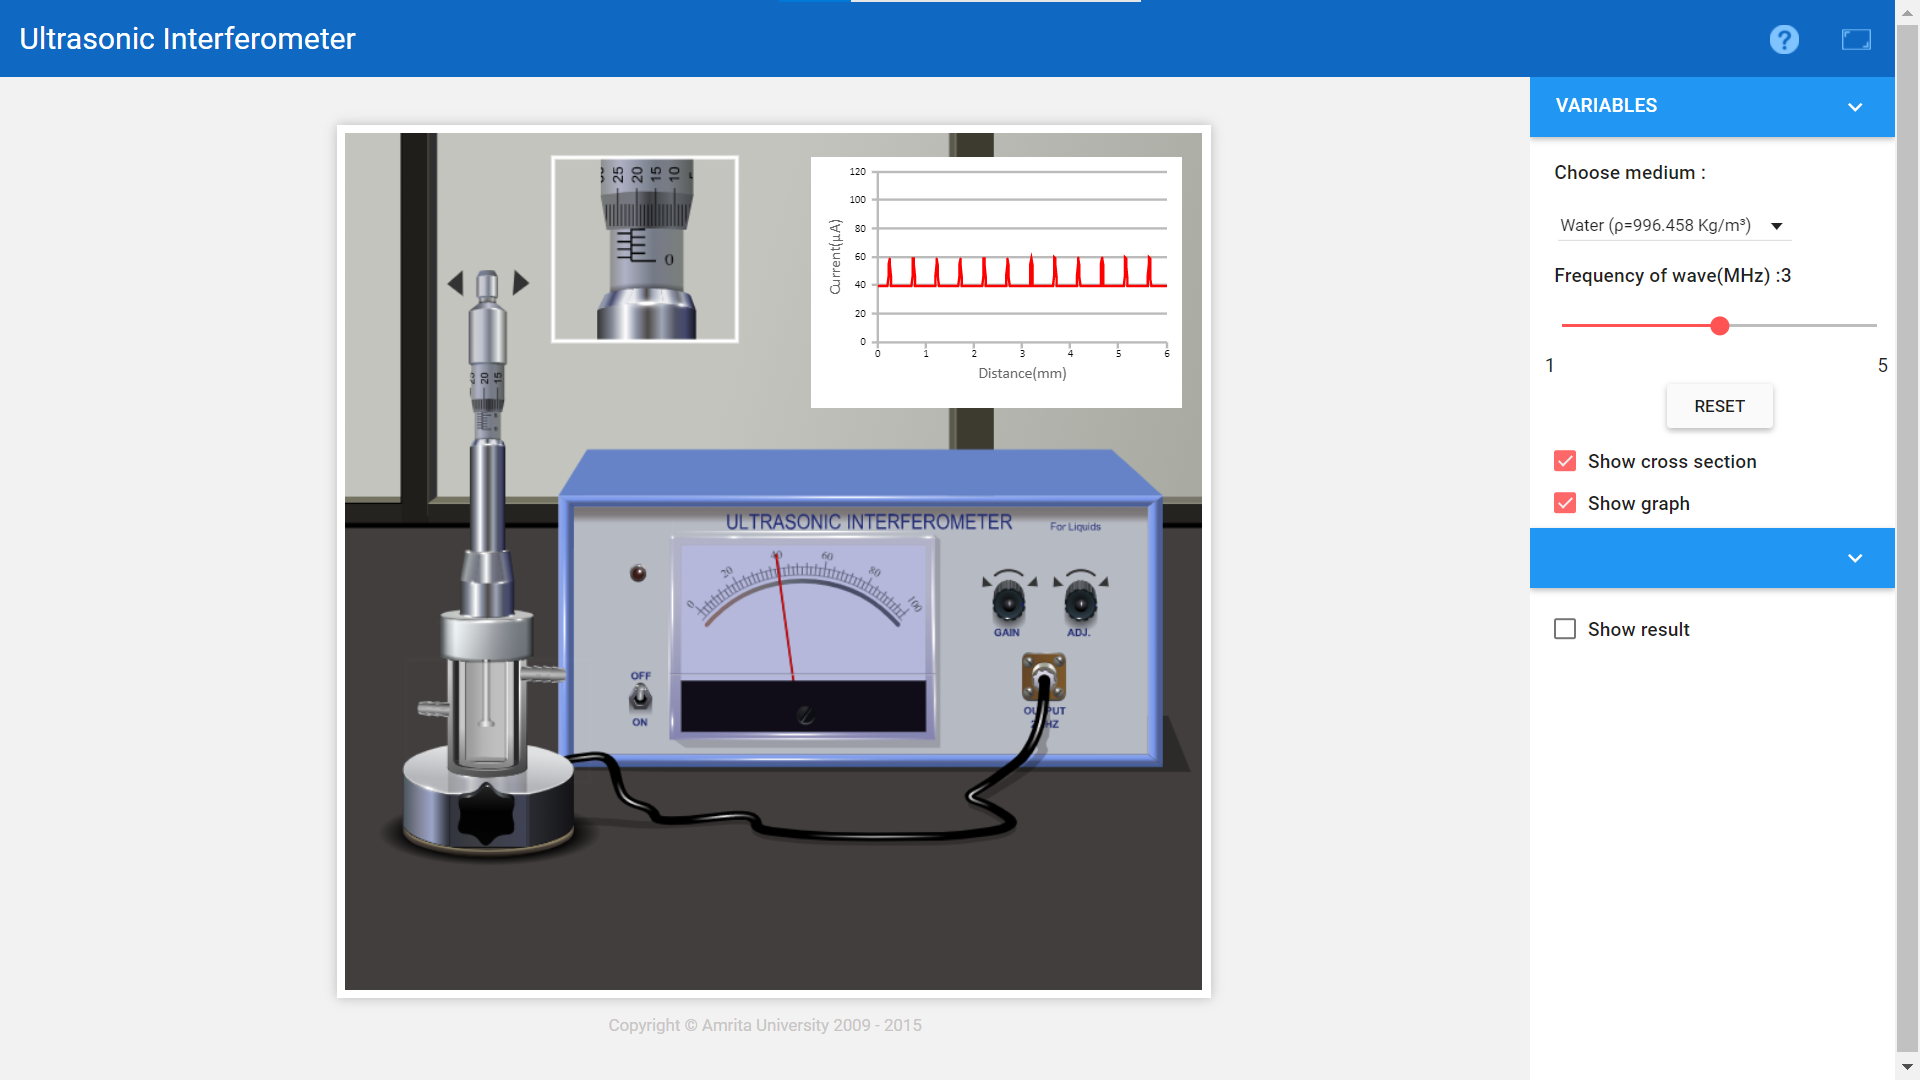 Ultrasonic Interferometer
?
VARIABLES
Choose medium :
Water (ρ=996.458 Kg/m³)
Frequency of wave(MHz) :3
1
5
RESET
Show cross section
Show graph
Show result
25 20 15 10
0
120
100
80
60
40
20
0
0 1 2 3 4 5 6
Current(μA)
Distance(mm)
20 15
ULTRASONIC INTERFEROMETER
For Liquids
0 20 40 60 80 100
GAIN
ADJ.
OFF
ON
Copyright © Amrita University 2009 - 2015